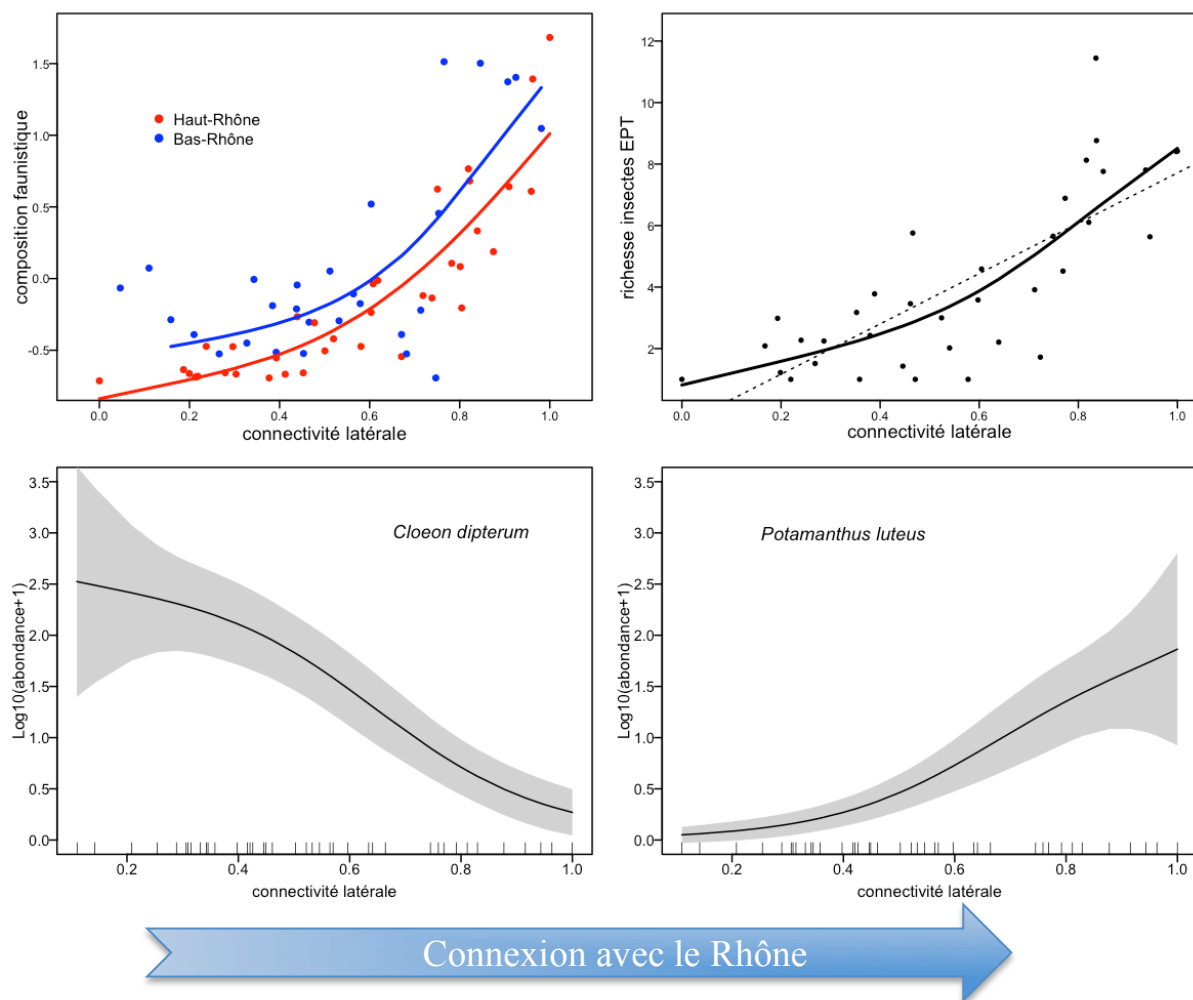 composition faunistique
1.5
1.0
0.5
0.0
-0.5
Haut-Rhône
Bas-Rhône
0.0 0.2 0.4 0.6 0.8 1.0
connectivité latérale
richesse insectes EPT
12
10
8
6
4
2
0.0 0.2 0.4 0.6 0.8 1.0
connectivité latérale
Log10(abondance+1)
3.5
3.0
2.5
2.0
1.5
1.0
0.5
0.0
Cloeon dipterum
0.2 0.4 0.6 0.8 1.0
connectivité latérale
Log10(abondance+1)
3.5
3.0
2.5
2.0
1.5
1.0
0.5
0.0
Potamanthus luteus
0.2 0.4 0.6 0.8 1.0
connectivité latérale
Connexion avec le Rhône